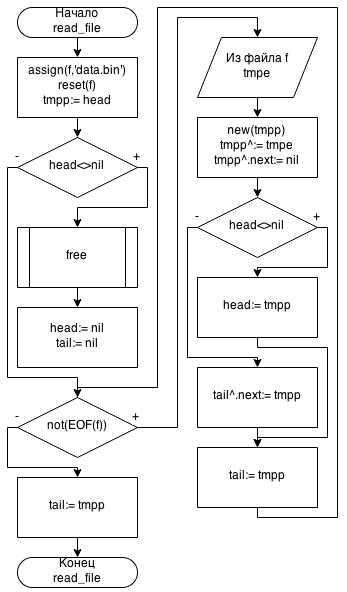 Начало
read_file
assign(f,'data.bin')
reset(f)
tmpp:= head
-
+
head<>nil
free
head:= nil
tail:= nil
-
+
not(EOF(f))
tail:= tmpp
Конец
read_file
Из файла f
tmpe
new(tmpp)
tmpp^:= tmpe
tmpp^.next:= nil
-
+
head<>nil
head:= tmpp
tail^.next:= tmpp
tail:= tmpp